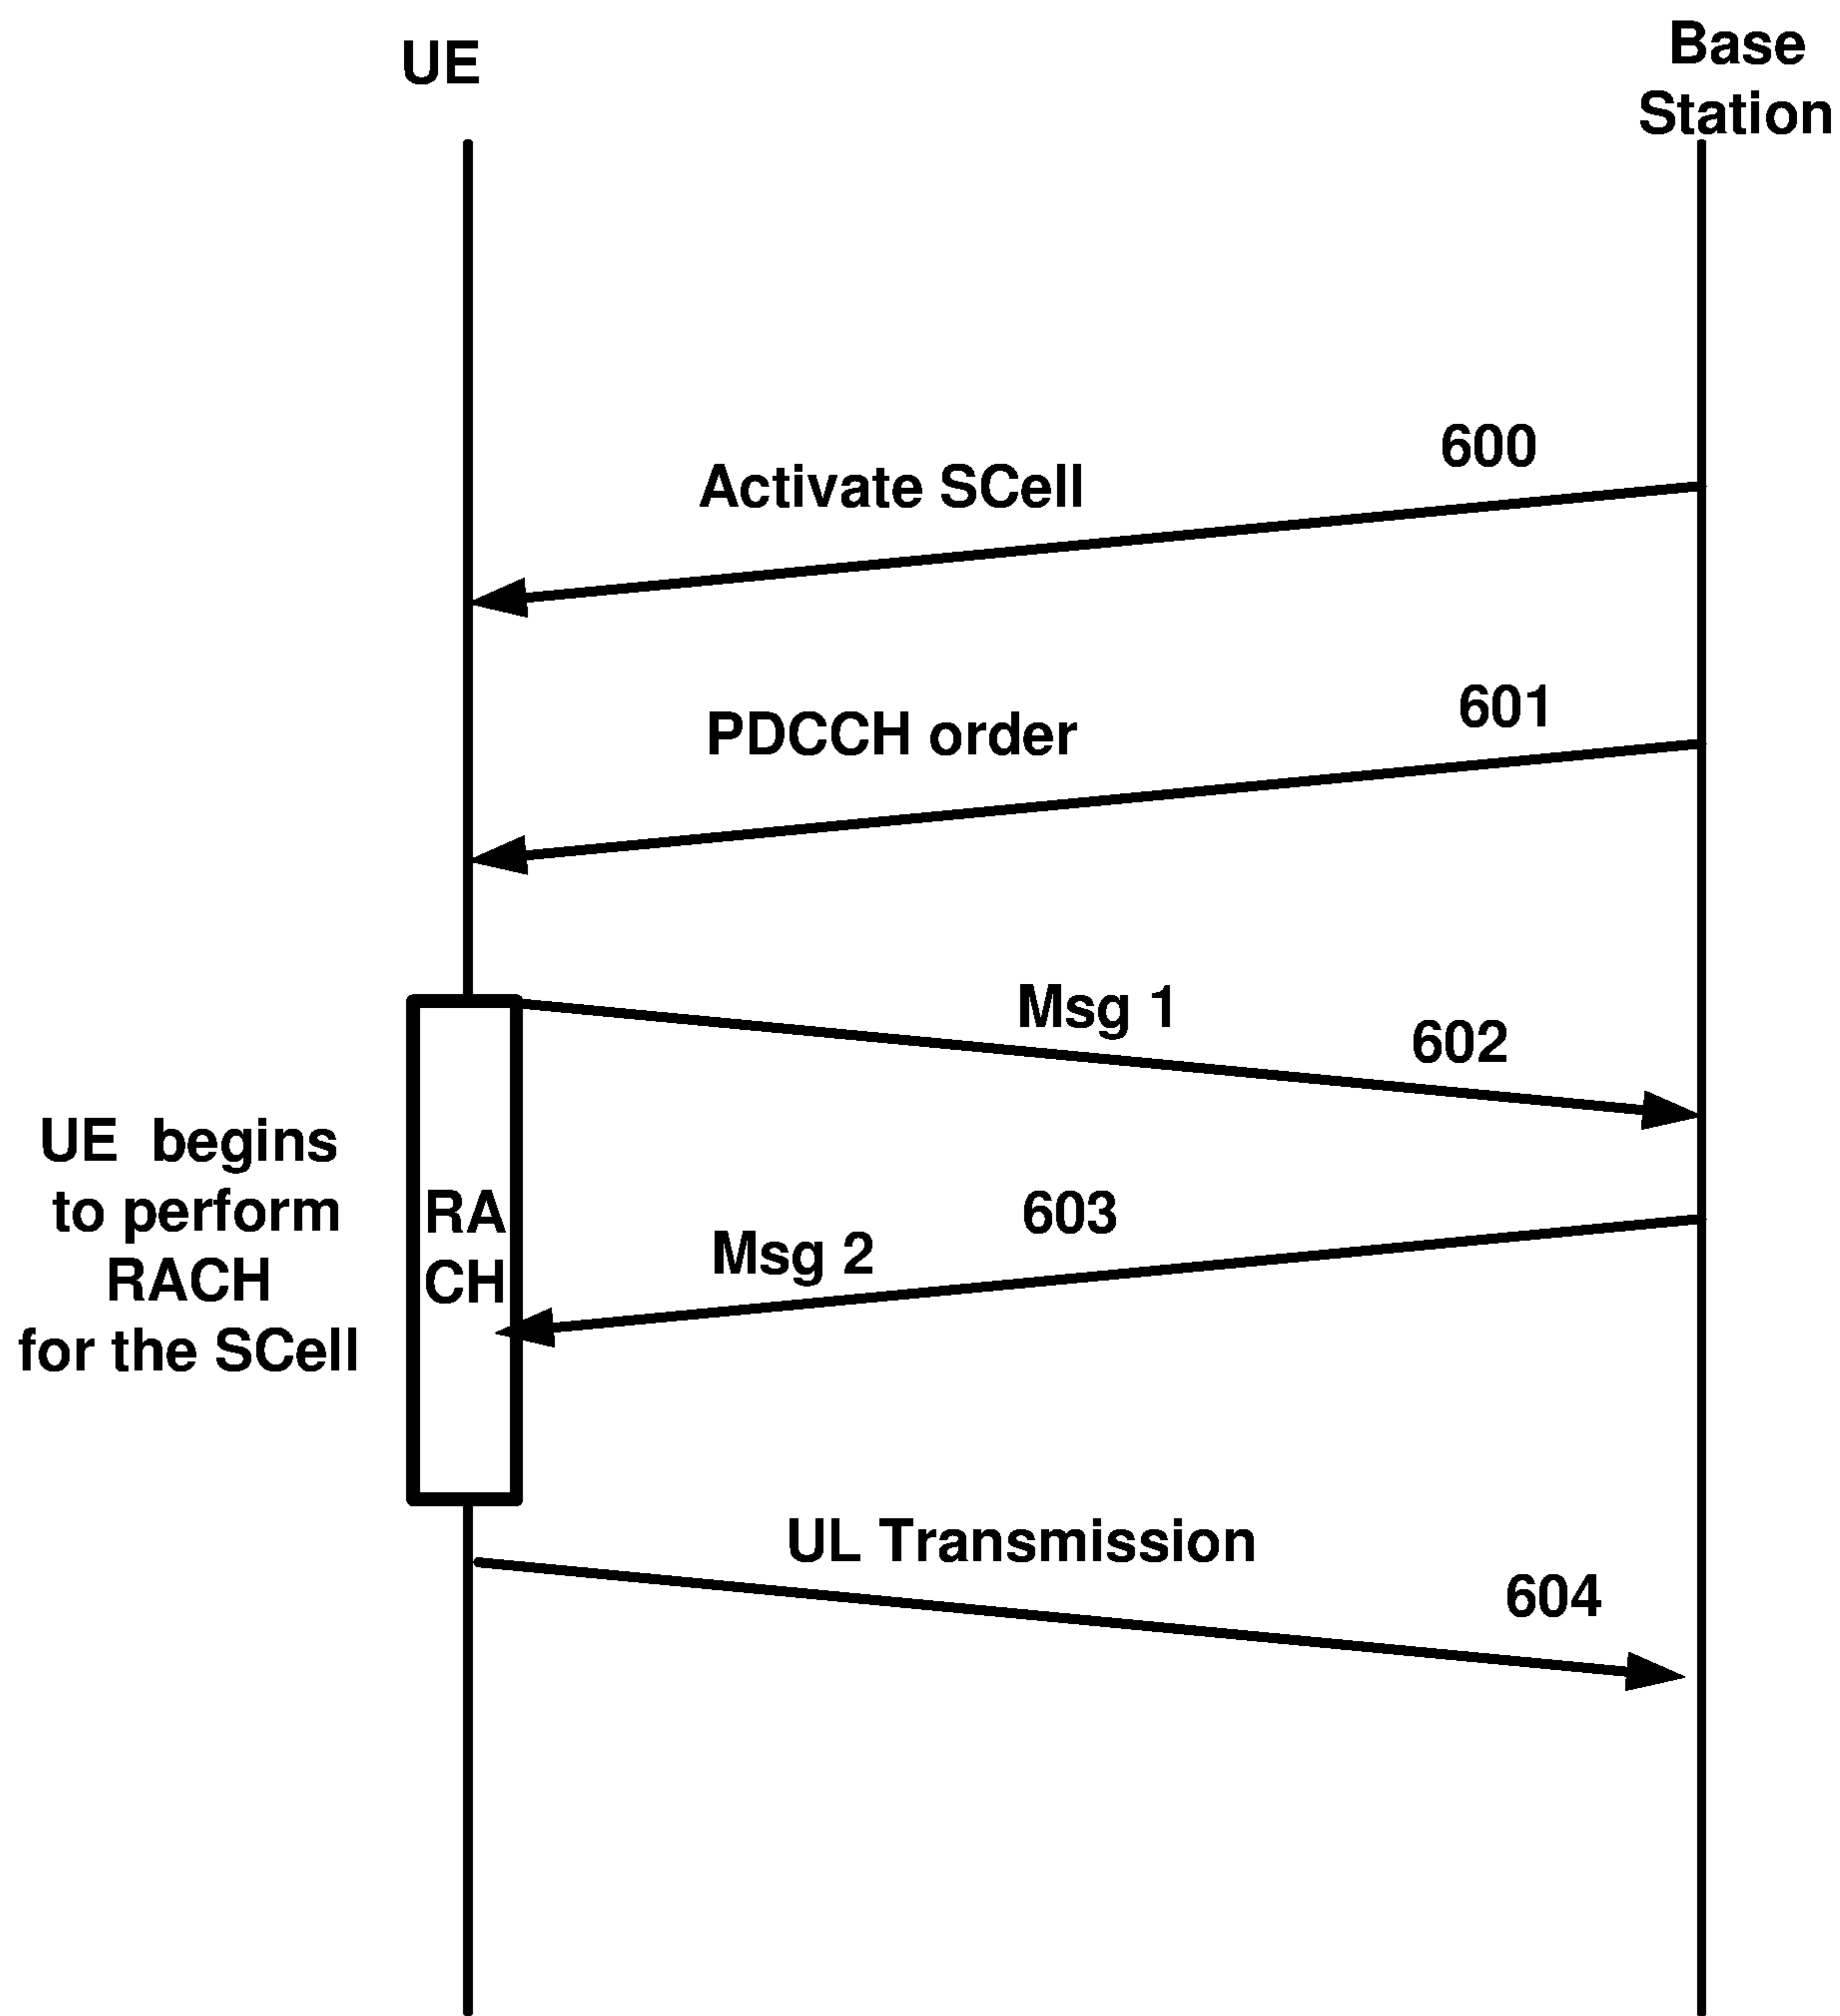 UE
Base
Station
600
Activate SCell
601
PDCCH order
Msg 1
602
UE begins
to perform
RACH
for the SCell
RA
CH
603
Msg 2
UL Transmission
604